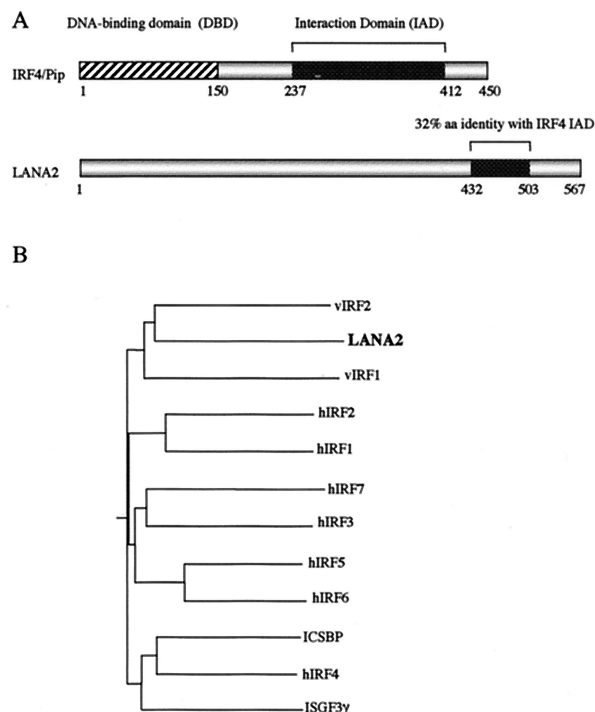 A
DNA-binding domain (DBD) Interaction Domain (IAD)
IRF4/Pip
1 150 237 412 450
32% aa identity with IRF4 IAD
LANA2
1 432 503 567
B
vIRF2
LANA2
vIRF1
hIRF2
hIRF1
hIRF7
hIRF3
hIRF5
hIRF6
ICSBP
hIRF4
ISGF3γ